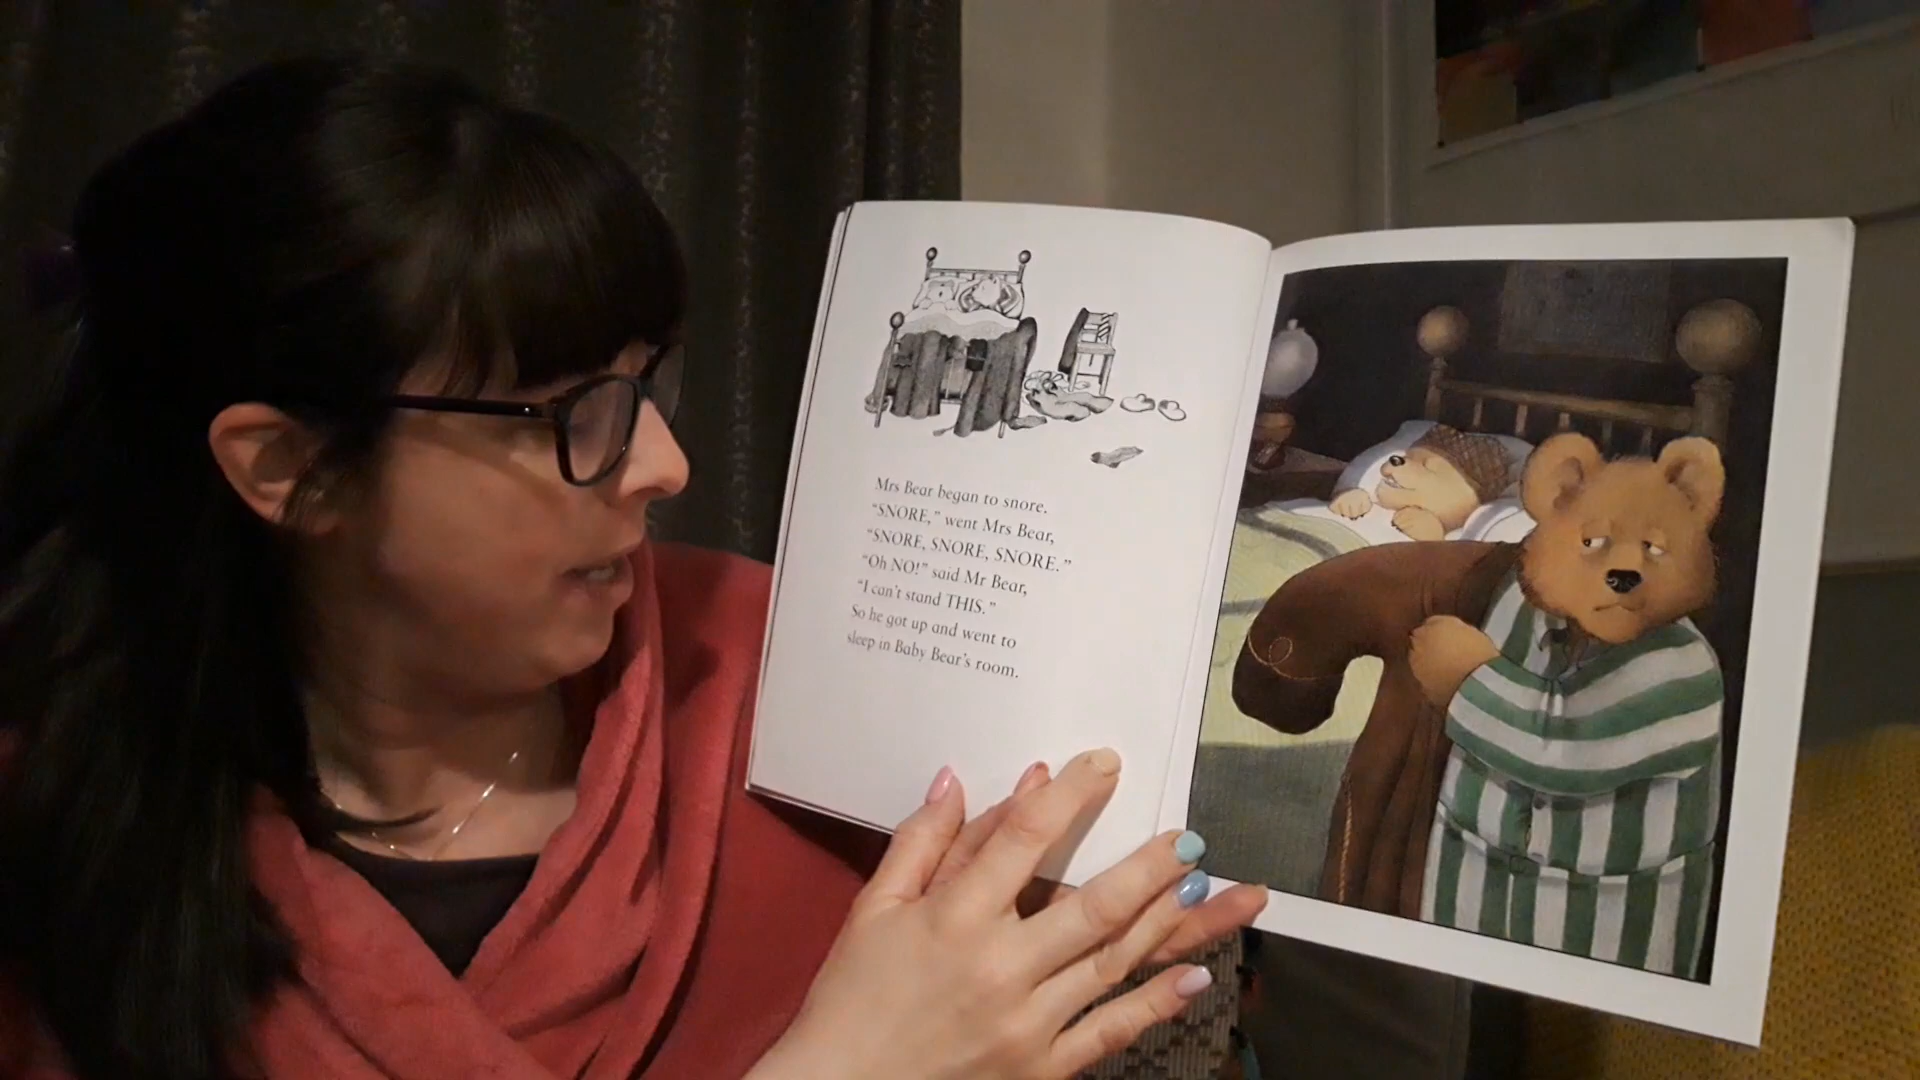 Mrs Bear began to snore.
“SNORE,” went Mrs Bear,
“SNORE, SNORE, SNORE.”
“Oh NO!” said Mr Bear,
“I can't stand THIS.”
So he got up and went to
sleep in Baby Bear's room.